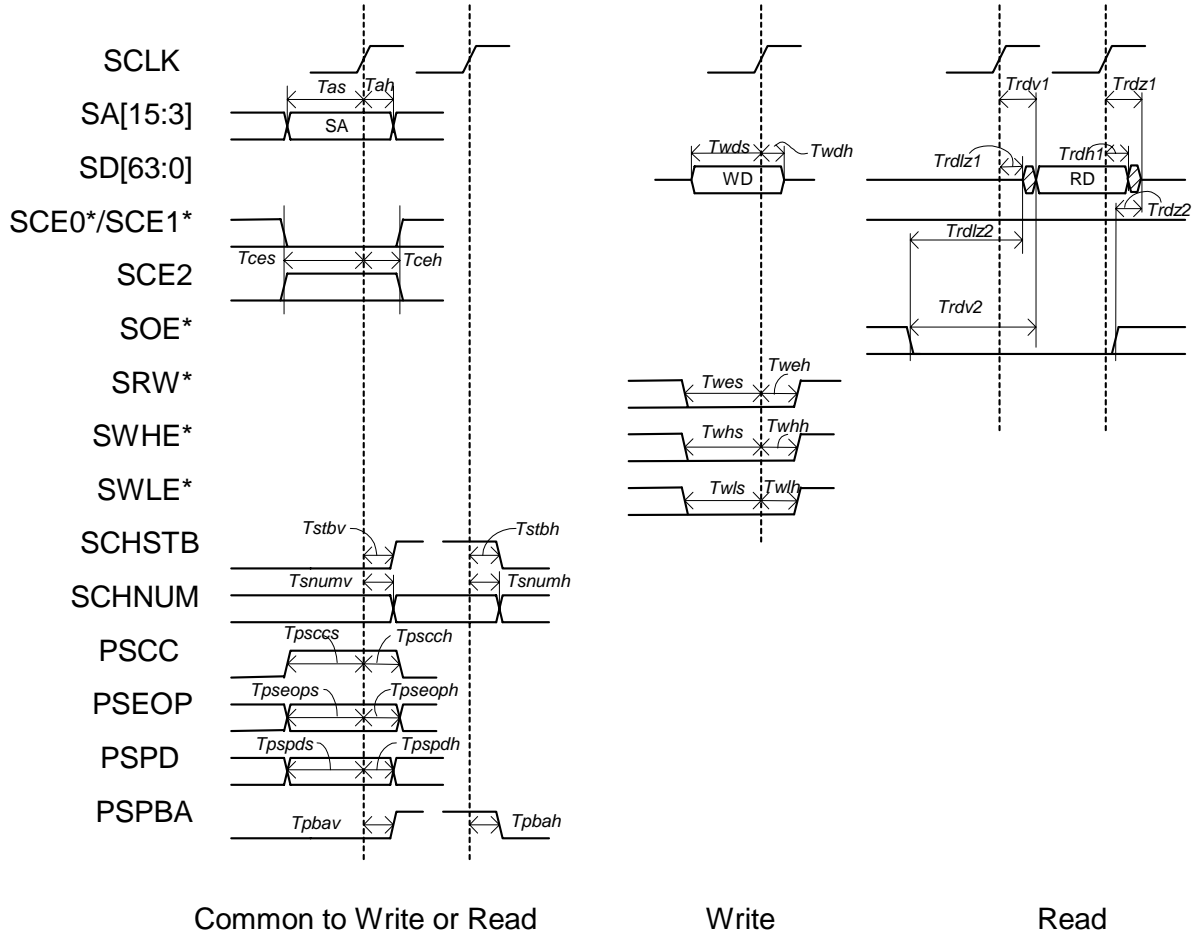 SCLK
Tas Tah Trdv1 Trdz1
SA[15:3] SA
Twds Twdh Trdlz1 Trdh1
SD[63:0] WD RD
Trdz2
SCE0*/SCE1*
Trdlz2
Tces Tceh
SCE2
Trdv2
SOE*
Tweh
SRW* Twes
Twhh
SWHE* Twhs
SWLE* Twls Twlh
Tstbv Tstbh
SCHSTB
Tsnumv Tsnumh
SCHNUM
Tpsccs Tpscch
PSCC
Tpseops Tpseoph
PSEOP
Tpspds Tpspdh
PSPD
PSPBA
Tpbav Tpbah
Common to Write or Read Write Read